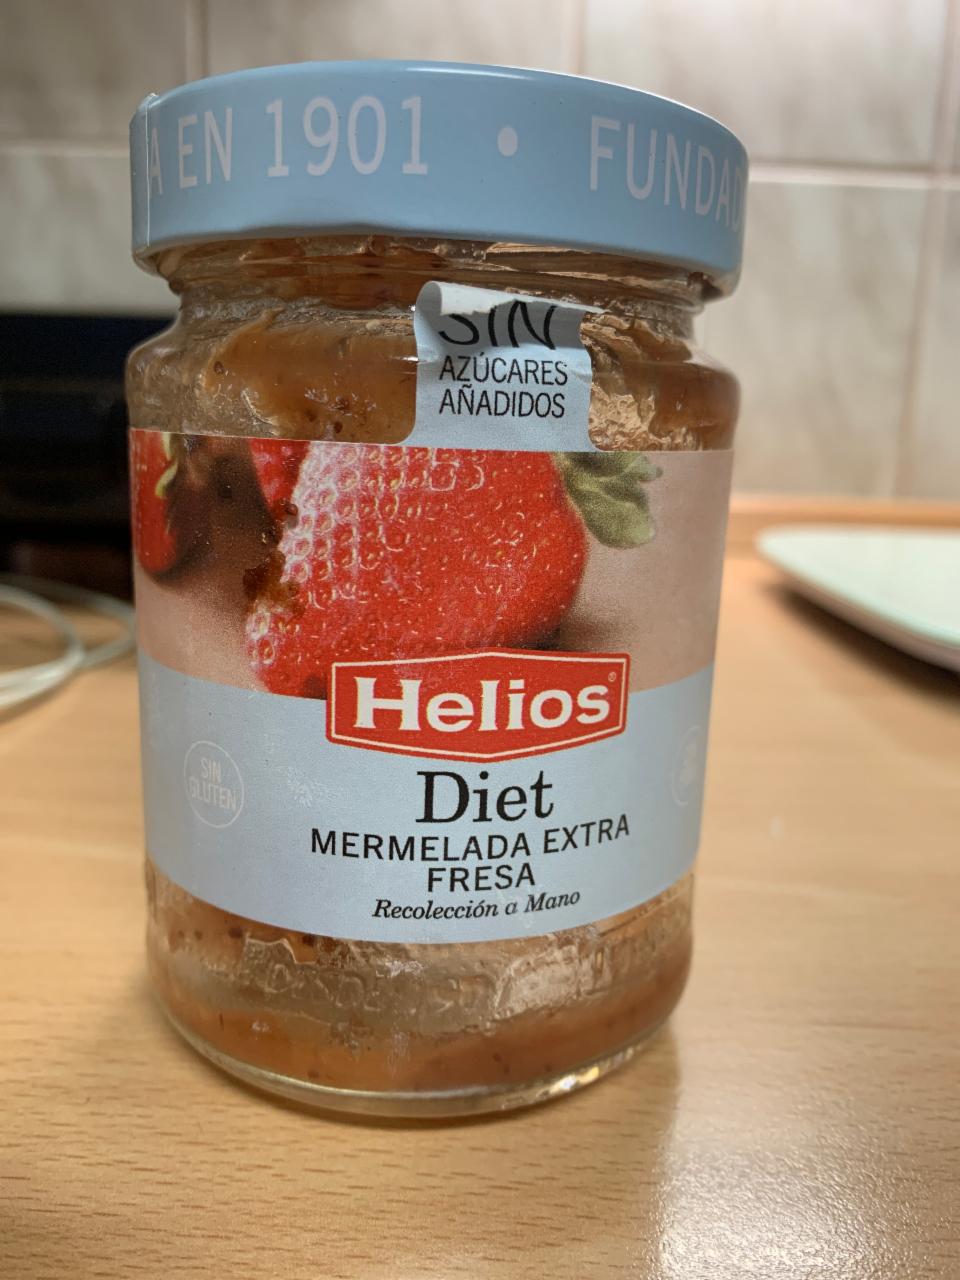 A EN 1901 • FUNDAD
SIN
AZÚCARES
AÑADIDOS
Helios®
SIN
GLUTEN
Diet
MERMELADA EXTRA
FRESA
Recolección a Mano